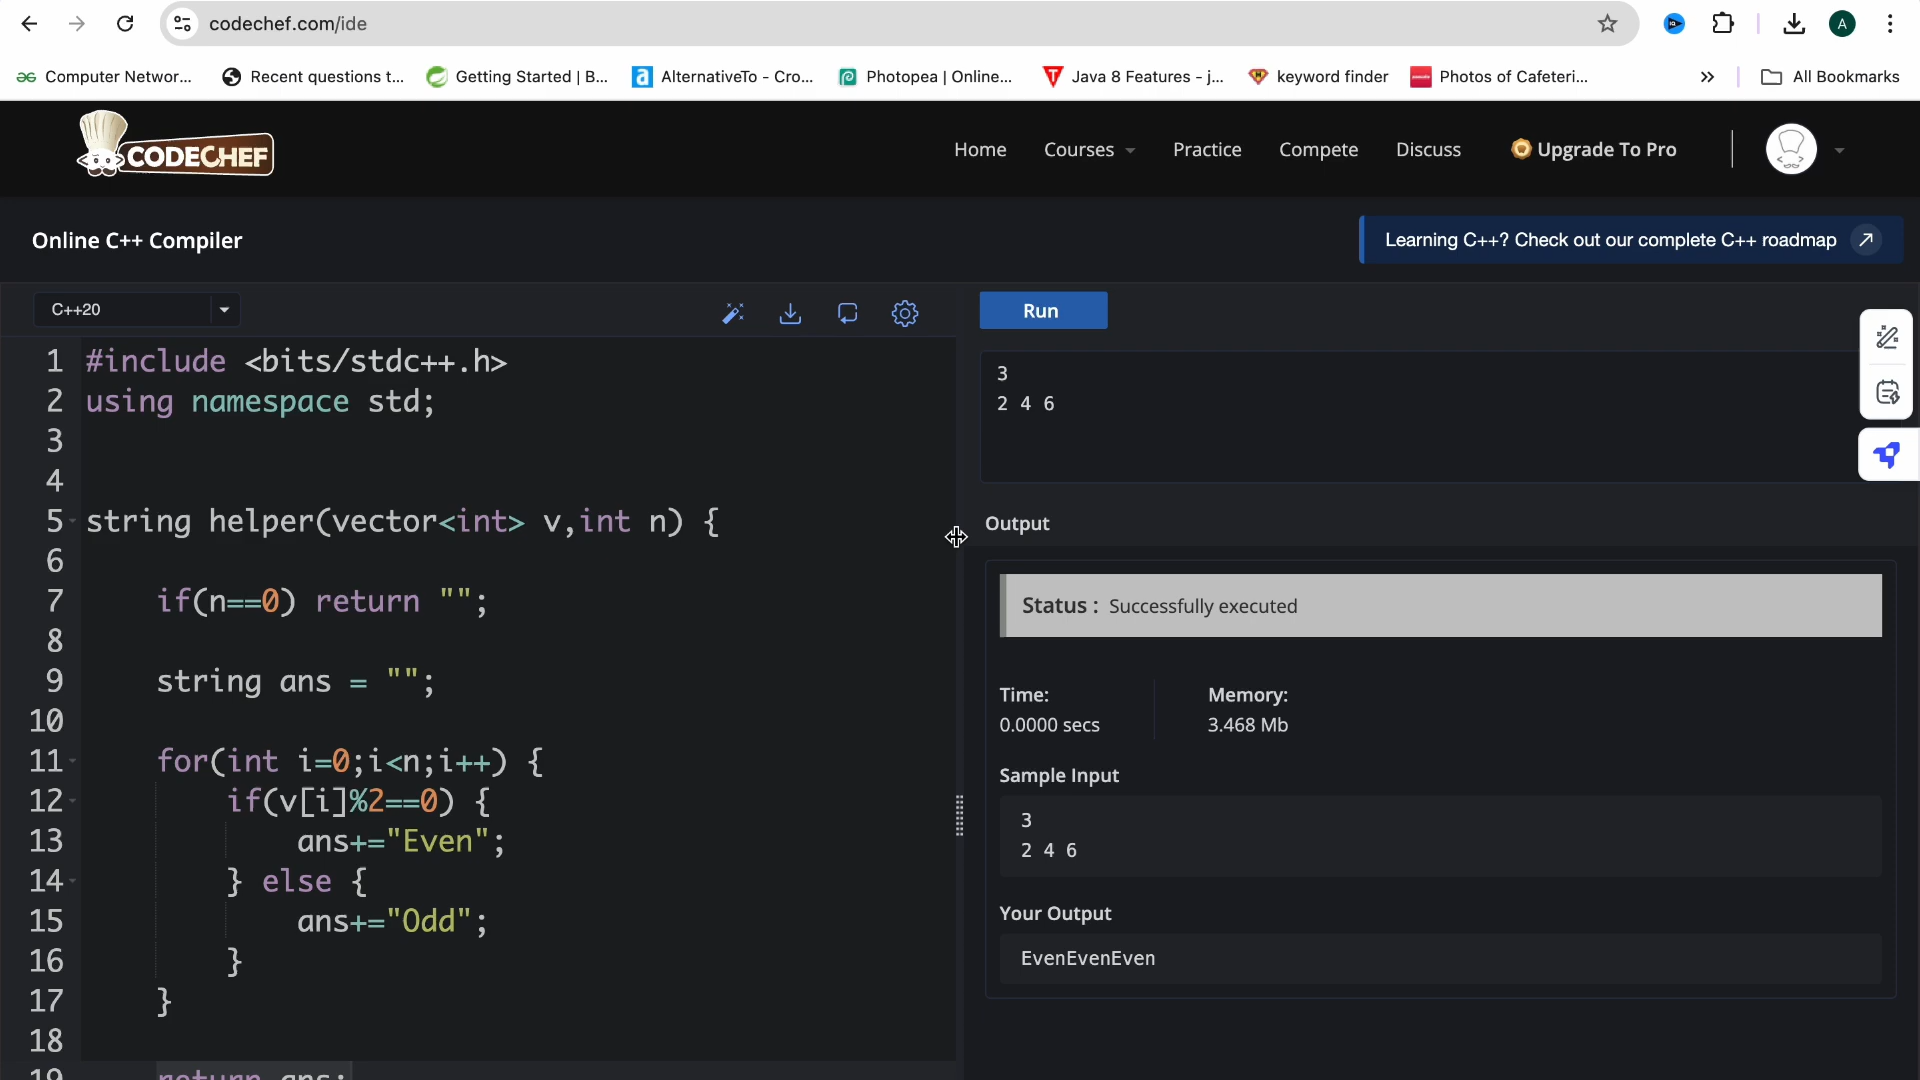 codechef.com/ide
A
Computer Networ...
Recent questions t...
Getting Started | B...
AlternativeTo - Cro...
Photopea | Online...
Java 8 Features - j...
keyword finder
Photos of Cafeteri...
All Bookmarks
CODECHEF
Home
Courses
Practice
Compete
Discuss
Upgrade To Pro
Online C++ Compiler
Learning C++? Check out our complete C++ roadmap
C++20
1 #include <bits/stdc++.h>
2 using namespace std;
3
4
5 string helper(vector<int> v,int n) {
6
7 if(n==0) return "";
8
9 string ans = "";
10
11 for(int i=0;i<n;i++) {
12 if(v[i]%2==0) {
13 ans+="Even";
14 } else {
15 ans+="Odd";
16 }
17 }
18
19 return ans;
Run
3
2 4 6
Output
Status : Successfully executed
Time:
0.0000 secs
Memory:
3.468 Mb
Sample Input
3
2 4 6
Your Output
EvenEvenEven